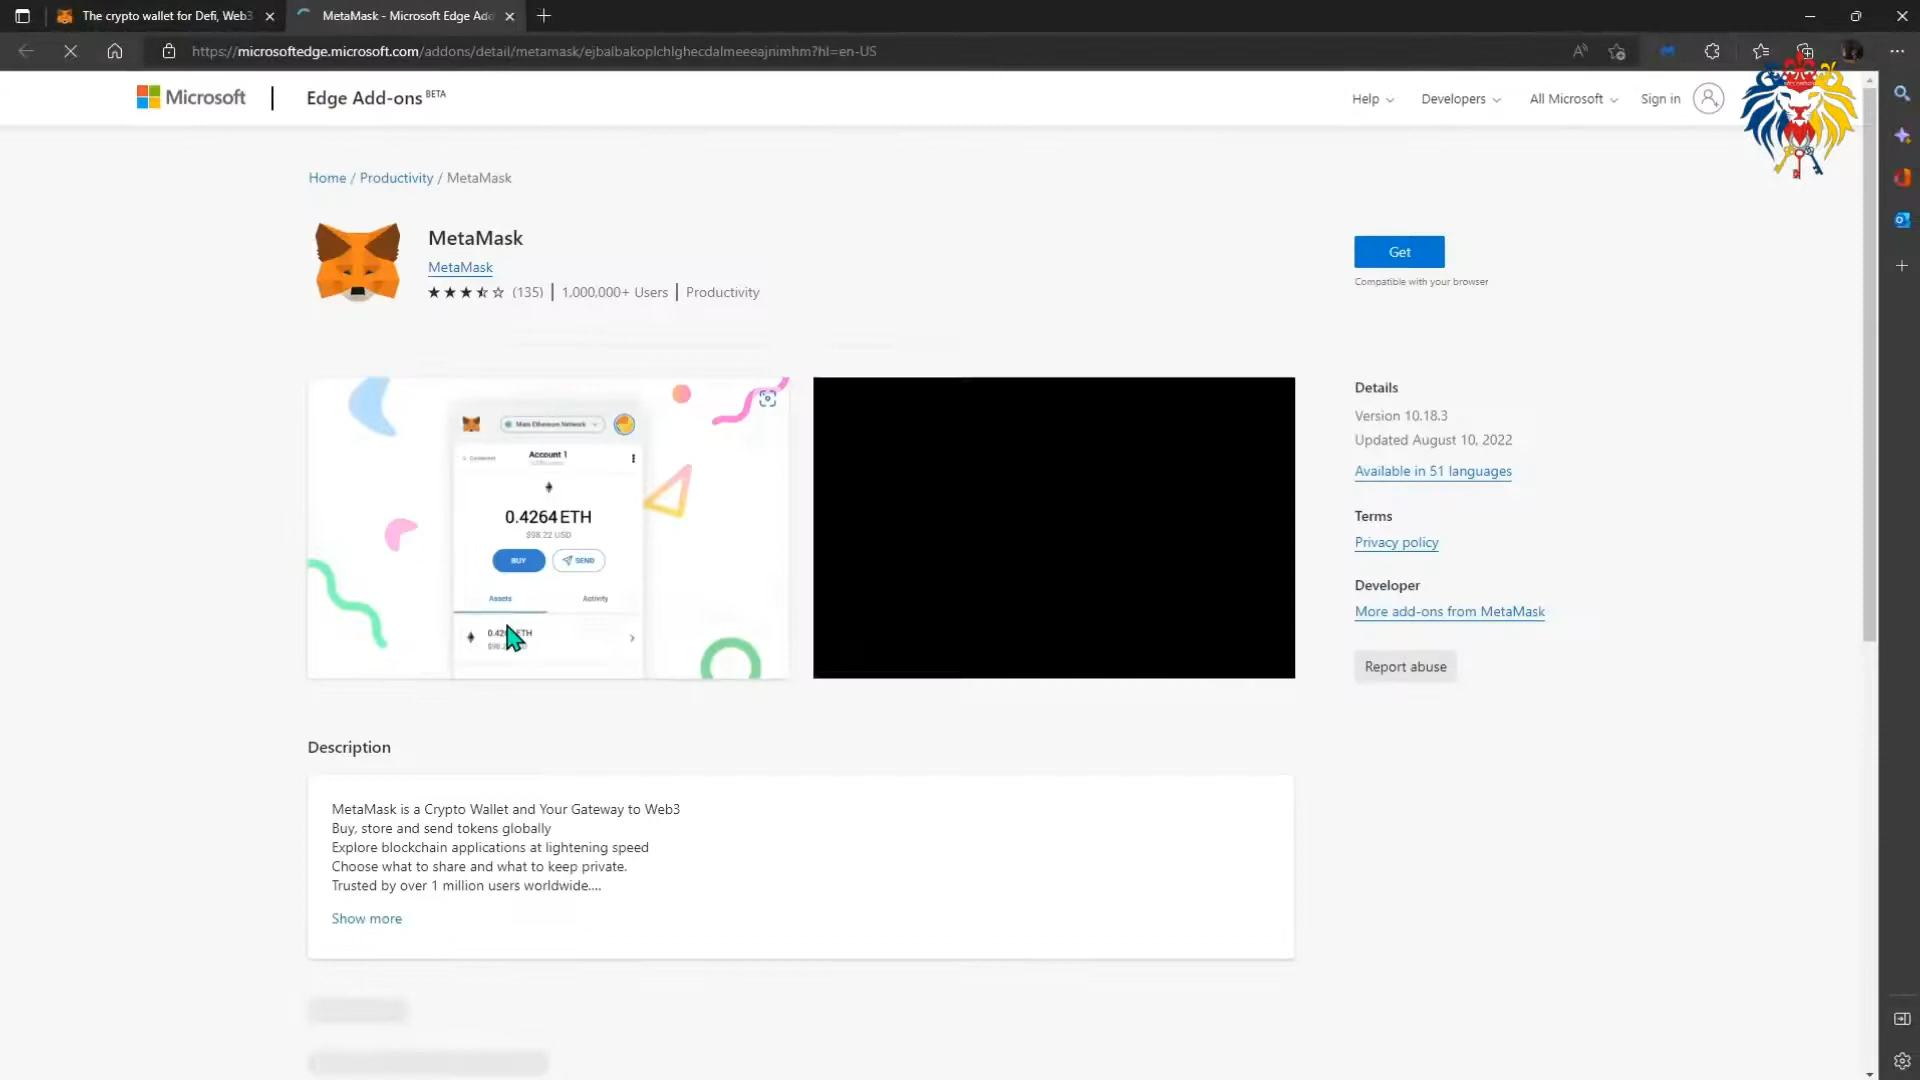 The crypto wallet for Defi, Web3
MetaMask - Microsoft Edge Add
https://microsoftedge.microsoft.com/addons/detail/metamask/ejbalbakoplchlghecdalmeeeajnimhm?hl=en-US
Microsoft
Edge Add-ons BETA
Help
Developers
All Microsoft
Sign in
Home / Productivity / MetaMask
MetaMask
MetaMask
(135) | 1,000,000+ Users | Productivity
Get
Compatible with your browser
Main Ethereum Network
Account 1
0.4264 ETH
$98.22 USD
BUY
SEND
Assets
Activity
Details
Version 10.18.3
Updated August 10, 2022
Available in 51 languages
Terms
Privacy policy
Developer
More add-ons from MetaMask
Report abuse
Description
MetaMask is a Crypto Wallet and Your Gateway to Web3
Buy, store and send tokens globally
Explore blockchain applications at lightening speed
Choose what to share and what to keep private.
Trusted by over 1 million users worldwide....
Show more